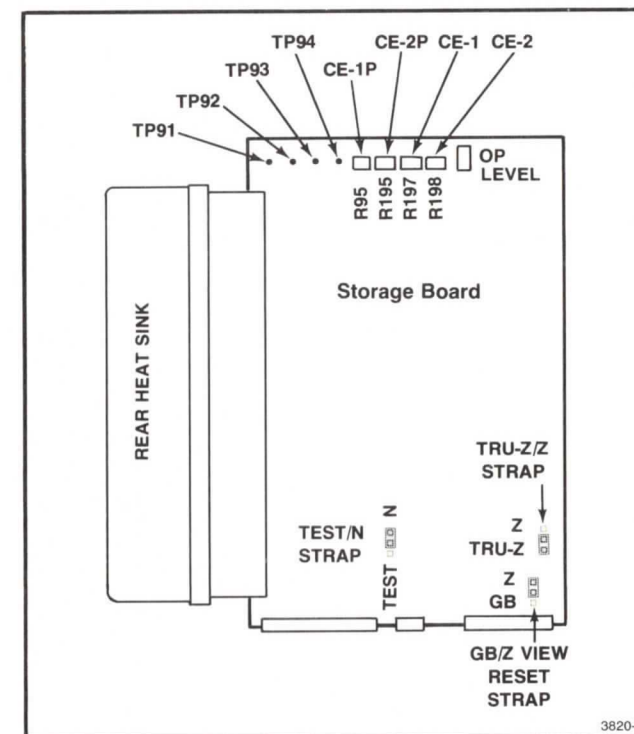 TP94
CE-2P
CE-1
CE-2
TP93
CE-1P
TP92
TP91
OP
LEVEL
R95
R195
R197
R198
Storage Board
REAR HEAT SINK
TRU-Z/Z
STRAP
N
TEST/N
STRAP
TEST
Z
TRU-Z
Z
GB
GB/Z VIEW
RESET
STRAP
3820-